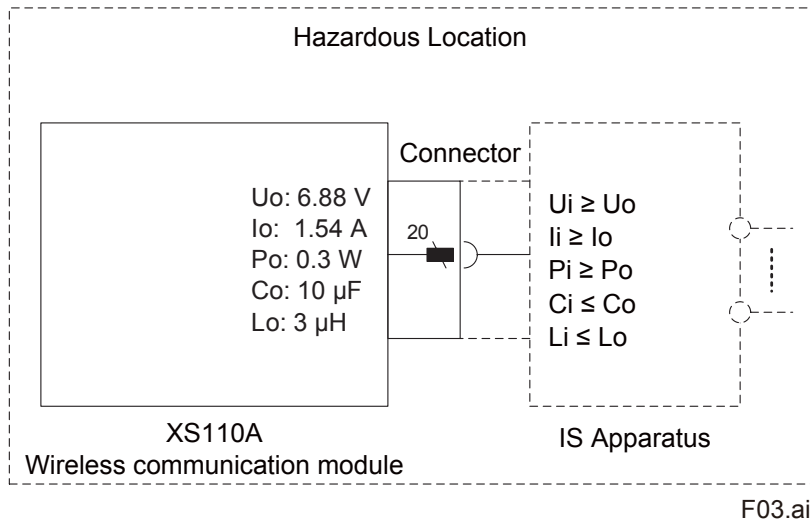 Hazardous Location
Connector
Uo: 6.88 V
Io: 1.54 A
Po: 0.3 W
Co: 10 µF
Lo: 3 µH
20
Ui ≥ Uo
Ii ≥ Io
Pi ≥ Po
Ci ≤ Co
Li ≤ Lo
XS110A
Wireless communication module
IS Apparatus
F03.ai